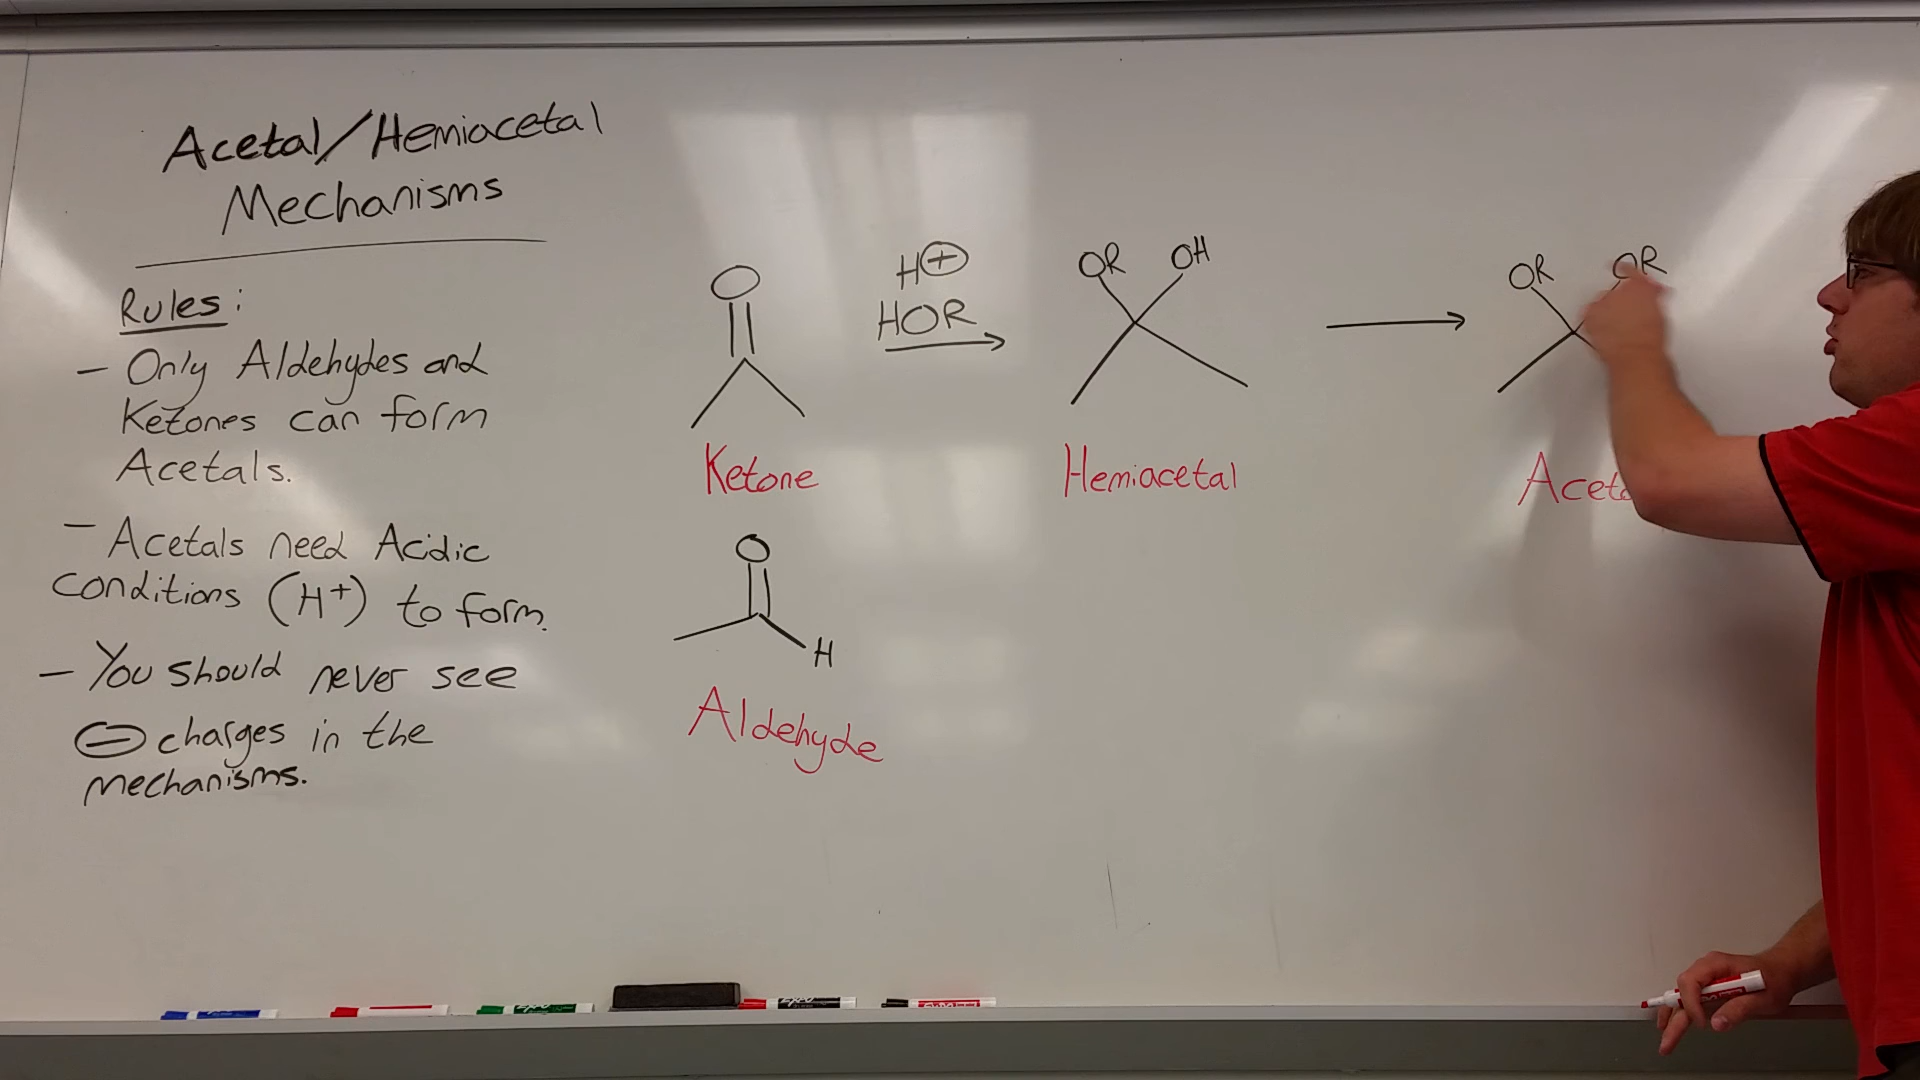 Acetal/Hemiacetal
Mechanisms
Rules:
- Only Aldehydes and
Ketones can form
Acetals.
- Acetals need Acidic
conditions (H+) to form.
- You should never see
⊖ charges in the
mechanisms.
O
Ketone
H⊕
HOR
OR OH
Hemiacetal
OR OR
O
H
Aldehyde
EXPO